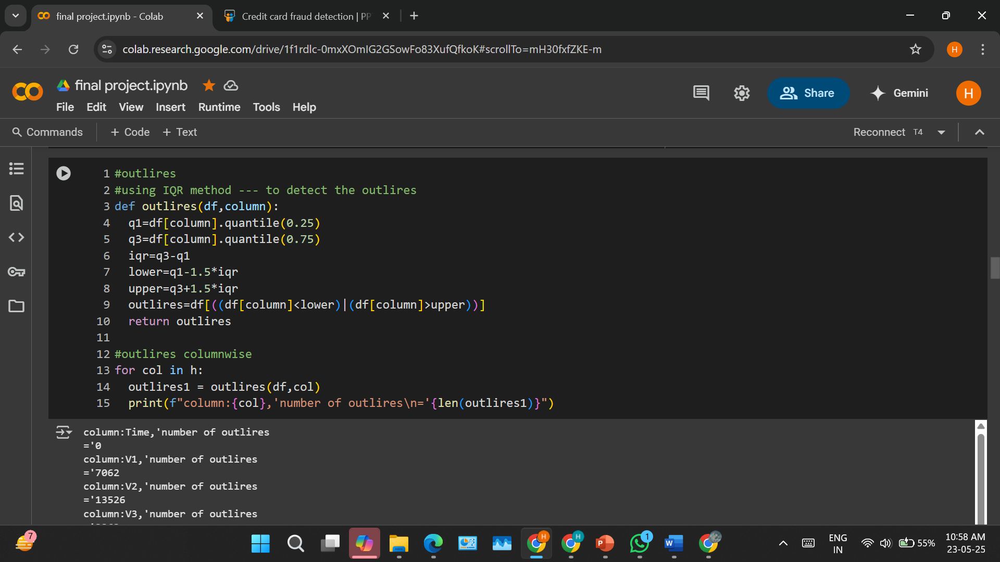 final project.ipynb - Colab
Credit card fraud detection | PP
colab.research.google.com/drive/1f1rdlc-0mxXOmIG2GSowFo83XufQfkoK#scrollTo=mH30fxfZKE-m
H
final project.ipynb
File Edit View Insert Runtime Tools Help
Share
Gemini
H
Commands
+ Code + Text
Reconnect T4
1 #outlires
2 #using IQR method --- to detect the outlires
3 def outlires(df,column):
4 q1=df[column].quantile(0.25)
5 q3=df[column].quantile(0.75)
6 iqr=q3-q1
7 lower=q1-1.5*iqr
8 upper=q3+1.5*iqr
9 outlires=df[((df[column]<lower)|(df[column]>upper))]
10 return outlires
11
12 #outlires columnwise
13 for col in h:
14 outlires1 = outlires(df,col)
15 print(f"column:{col},'number of outlires\n='{len(outlires1)}")
column:Time,'number of outlires
='0
column:V1,'number of outlires
='7062
column:V2,'number of outlires
='13526
column:V3,'number of outlires
7
H
H
P
1
W
ENG
IN
55%
10:58 AM
23-05-25